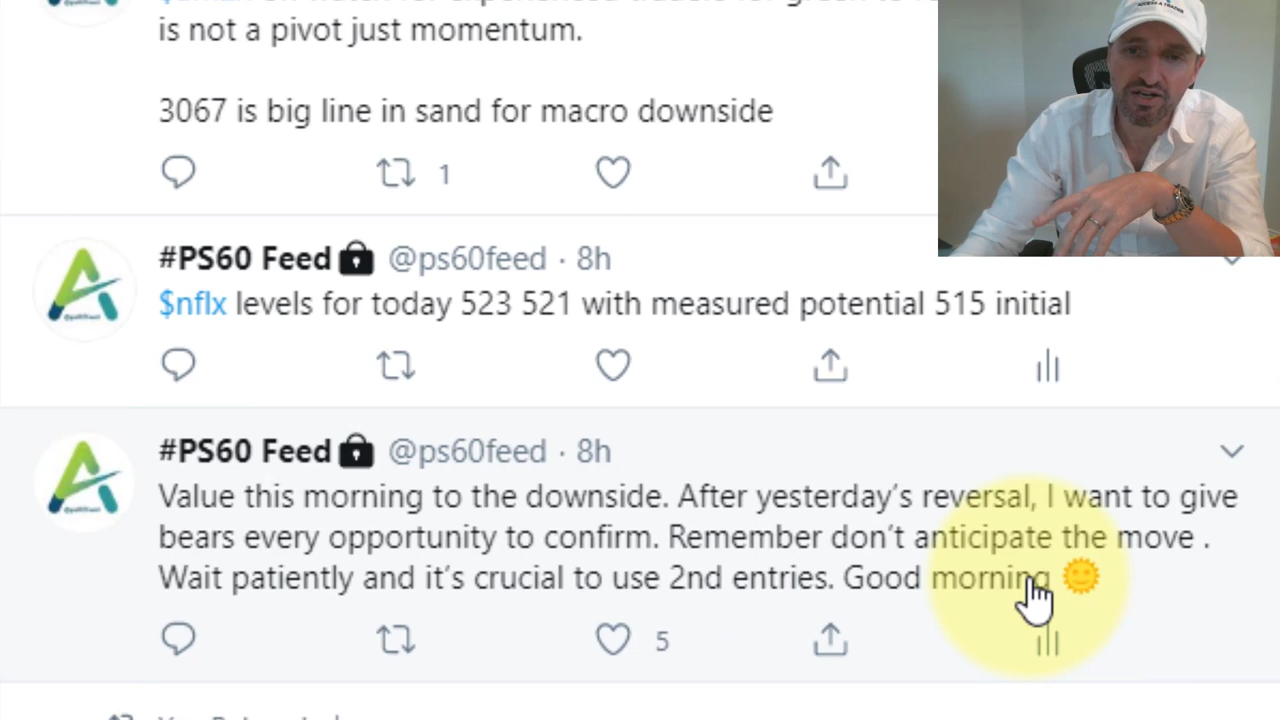 is not a pivot just momentum.
3067 is big line in sand for macro downside
1
#PS60 Feed @ps60feed · 8h
$nflx levels for today 523 521 with measured potential 515 initial
#PS60 Feed @ps60feed · 8h
Value this morning to the downside. After yesterday’s reversal, I want to give
bears every opportunity to confirm. Remember don’t anticipate the move .
Wait patiently and it’s crucial to use 2nd entries. Good morning 🌞
5